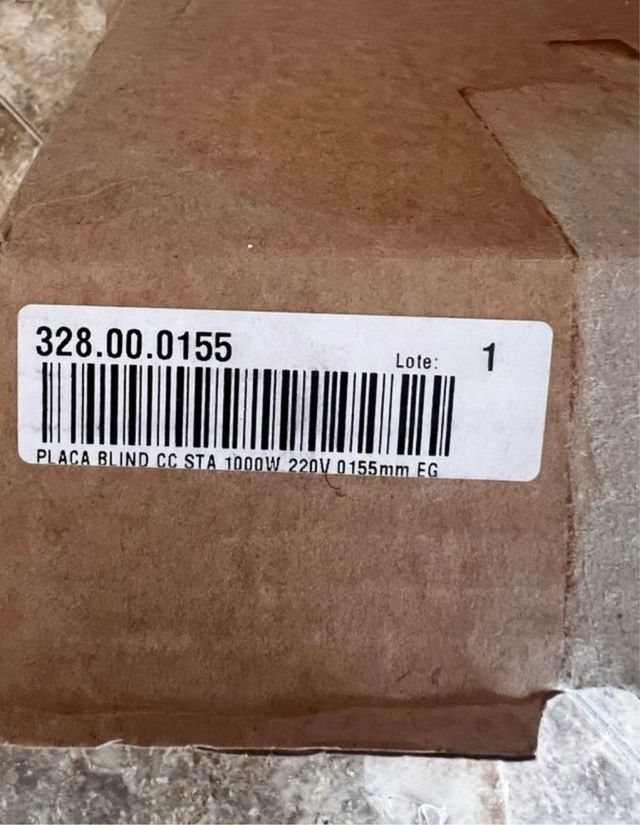 328.00.0155
Lote: 1
PLACA BLIND CC STA 1000W 220V 0155mm EG